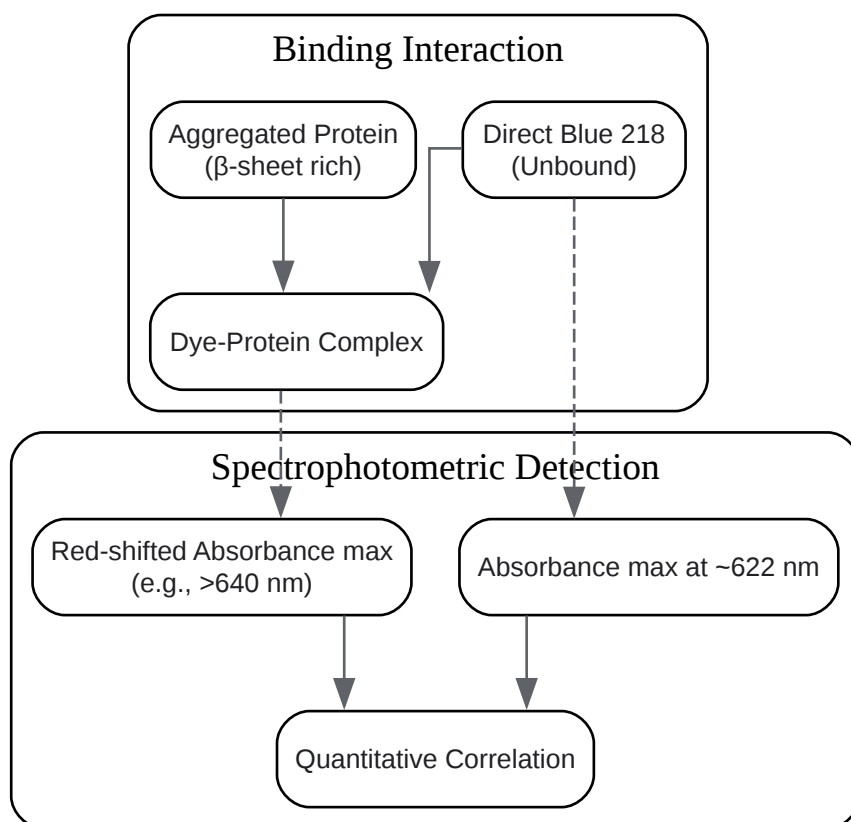 Binding Interaction
Aggregated Protein
(β-sheet rich)
Direct Blue 218
(Unbound)
Dye-Protein Complex
Spectrophotometric Detection
Red-shifted Absorbance max
(e.g., >640 nm)
Absorbance max at ~622 nm
Quantitative Correlation